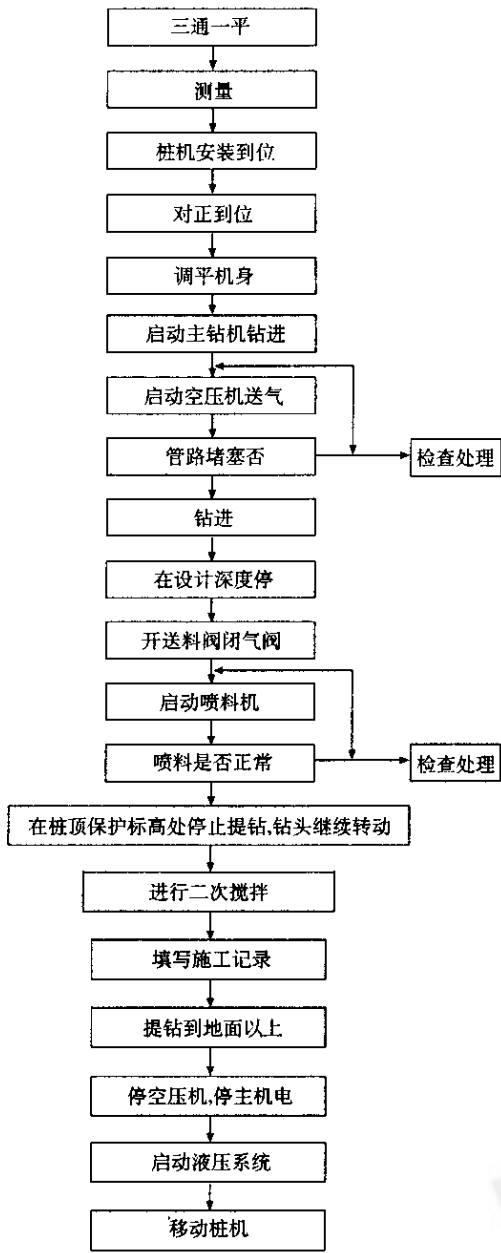 三通一平
测量
桩机安装到位
对正到位
调平机身
启动主钻机钻进
启动空压机送气
管路堵塞否
检查处理
钻进
在设计深度停
开送料阀闭气阀
启动喷料机
喷料是否正常
检查处理
在桩顶保护标高处停止提钻,钻头继续转动
进行二次搅拌
填写施工记录
提钻到地面以上
停空压机,停主机电
启动液压系统
移动桩机